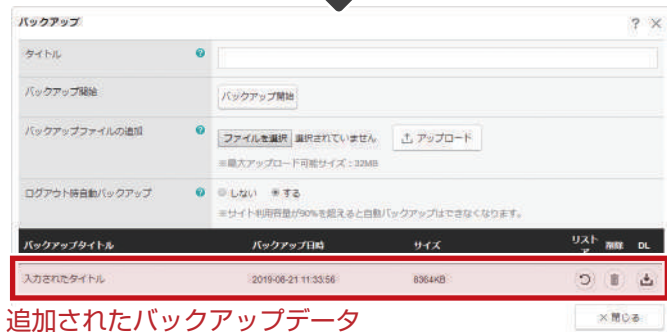 バックアップ ? ×
タイトル ?
バックアップ開始 バックアップ開始
バックアップファイルの追加 ? ファイルを選択 選択されていません アップロード
※最大アップロード可能サイズ:32MB
ログアウト時自動バックアップ ? しない する
※サイト利用容量が90%を超えると自動バックアップはできなくなります。
バックアップタイトル バックアップ日時 サイズ リストア 削除 DL
入力されたタイトル 2019-08-21 11:33:56 8364KB
追加されたバックアップデータ
×閉じる